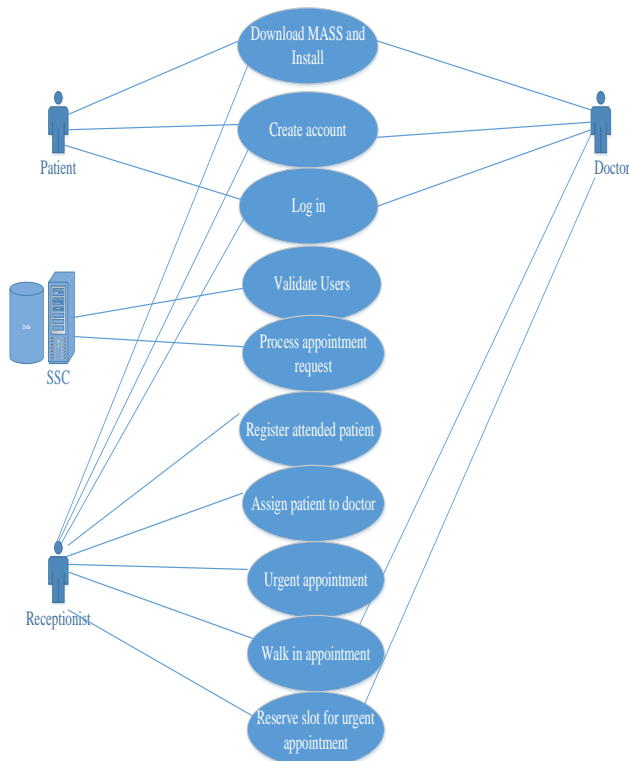 Download MASS and
Install
Create account
Patient
Doctor
Log in
Validate Users
Data
SSC
Process appointment
request
Register attended patient
Assign patient to doctor
Urgent appointment
Receptionist
Walk in appointment
Reserve slot for urgent
appointment